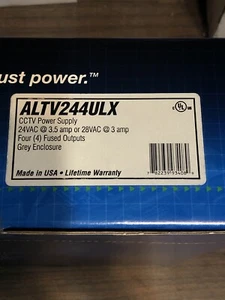 ust power.™
ALTV244ULX
CCTV Power Supply
24VAC @ 3.5 amp or 28VAC @ 3 amp
Four (4) Fused Outputs
Grey Enclosure
Made in USA • Lifetime Warranty